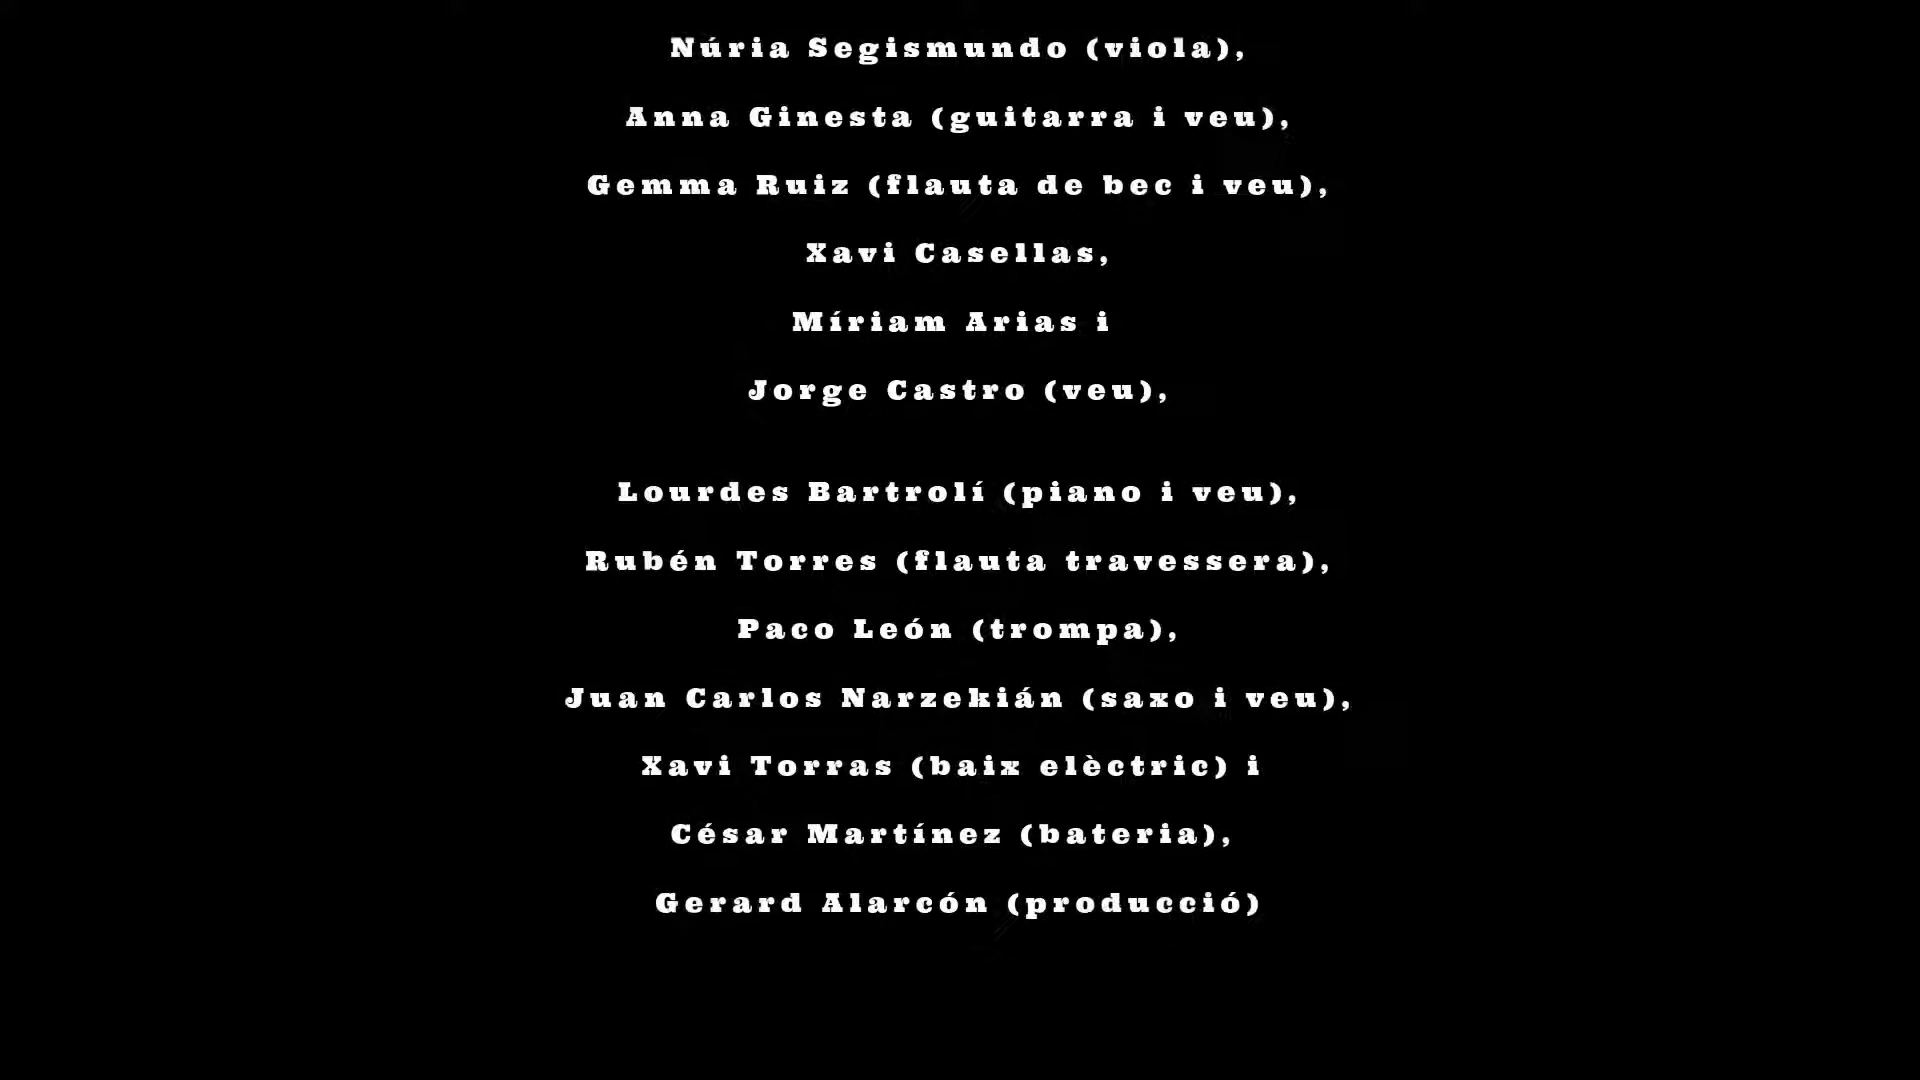 Núria Segismundo (viola),
Anna Ginesta (guitarra i veu),
Gemma Ruiz (flauta de bec i veu),
Xavi Casellas,
Míriam Arias i
Jorge Castro (veu),
Lourdes Bartrolí (piano i veu),
Rubén Torres (flauta travessera),
Paco León (trompa),
Juan Carlos Narzekián (saxo i veu),
Xavi Torras (baix elèctric) i
César Martínez (bateria),
Gerard Alarcón (producció)